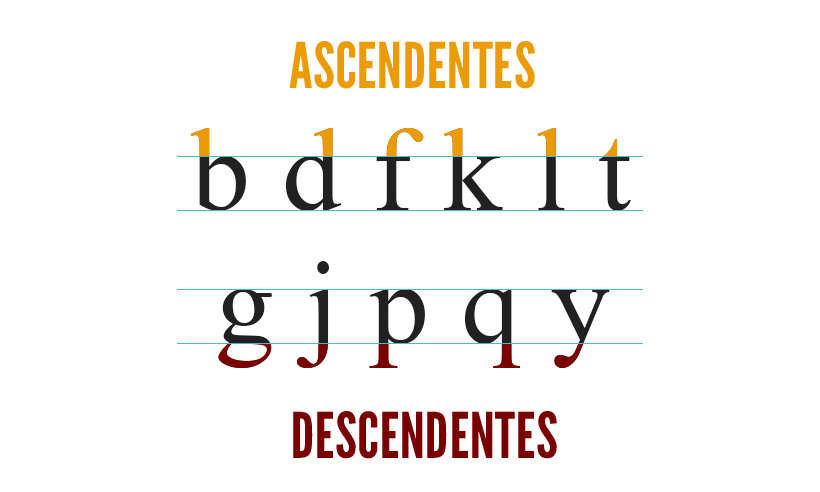 ASCENDENTES
b d f k l t
g j p q y
DESCENDENTES